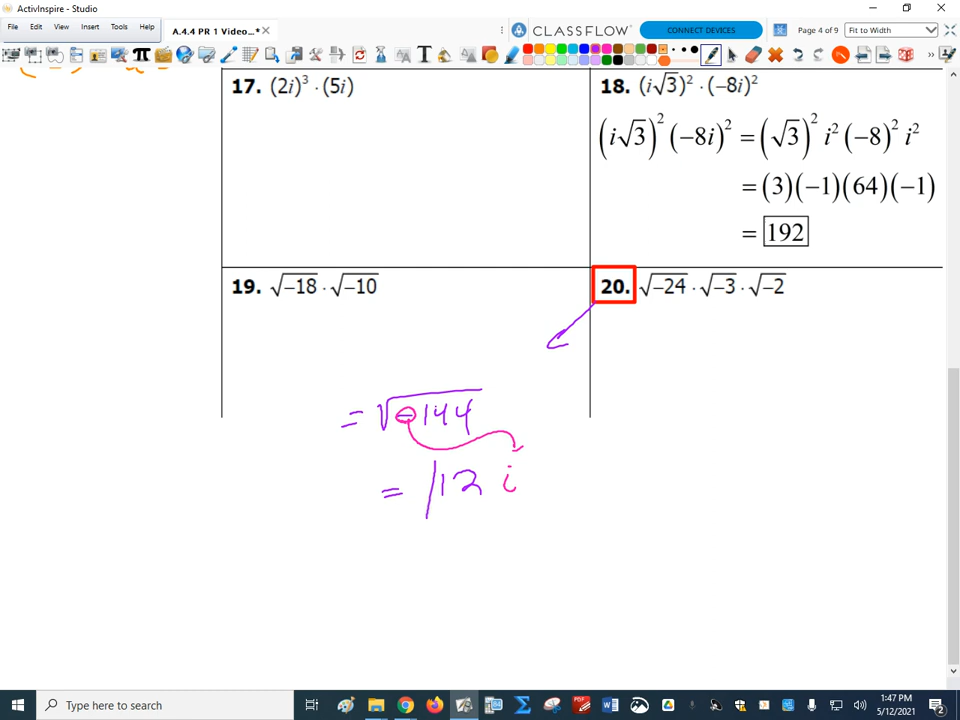 ActivInspire - Studio
File Edit View Insert Tools Help
A.4.4 PR 1 Video...*
CLASSFLOW
CONNECT DEVICES
Page 4 of 9
Fit to Width
17. (2i)³ · (5i)
18. (i√3)² · (−8i)²
(i√3)² (−8i)² = (√3)² i² (−8)² i²
= (3)(−1)(64)(−1)
= 192
19. √−18 · √−10
20. √−24 · √−3 · √−2
= √−144
= 12 i
Type here to search
1:47 PM
5/12/2021
2